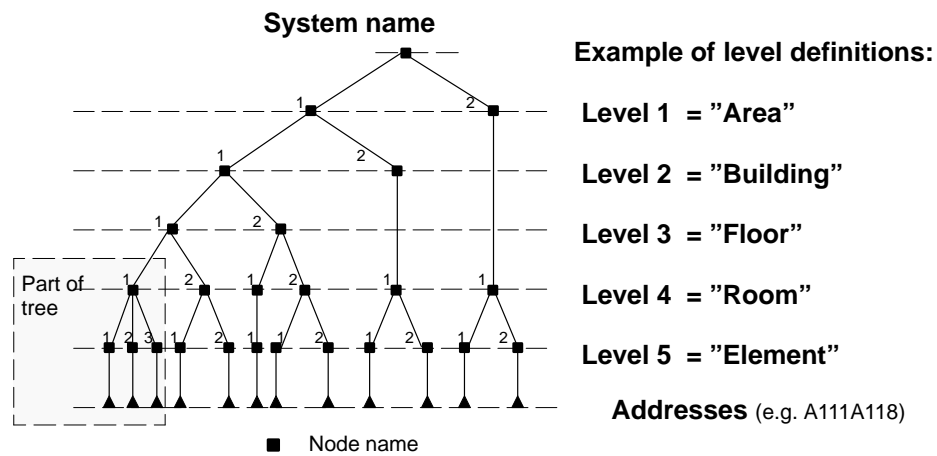 System name
Example of level definitions:
1 2
Level 1 = ”Area”
1 2
Level 2 = ”Building”
1 2
Level 3 = ”Floor”
Part of
tree
1 2 1 2 1 1
Level 4 = ”Room”
1 2 3 1 2 1 1 2 1 2 1 2
Level 5 = ”Element”
Addresses (e.g. A111A118)
Node name